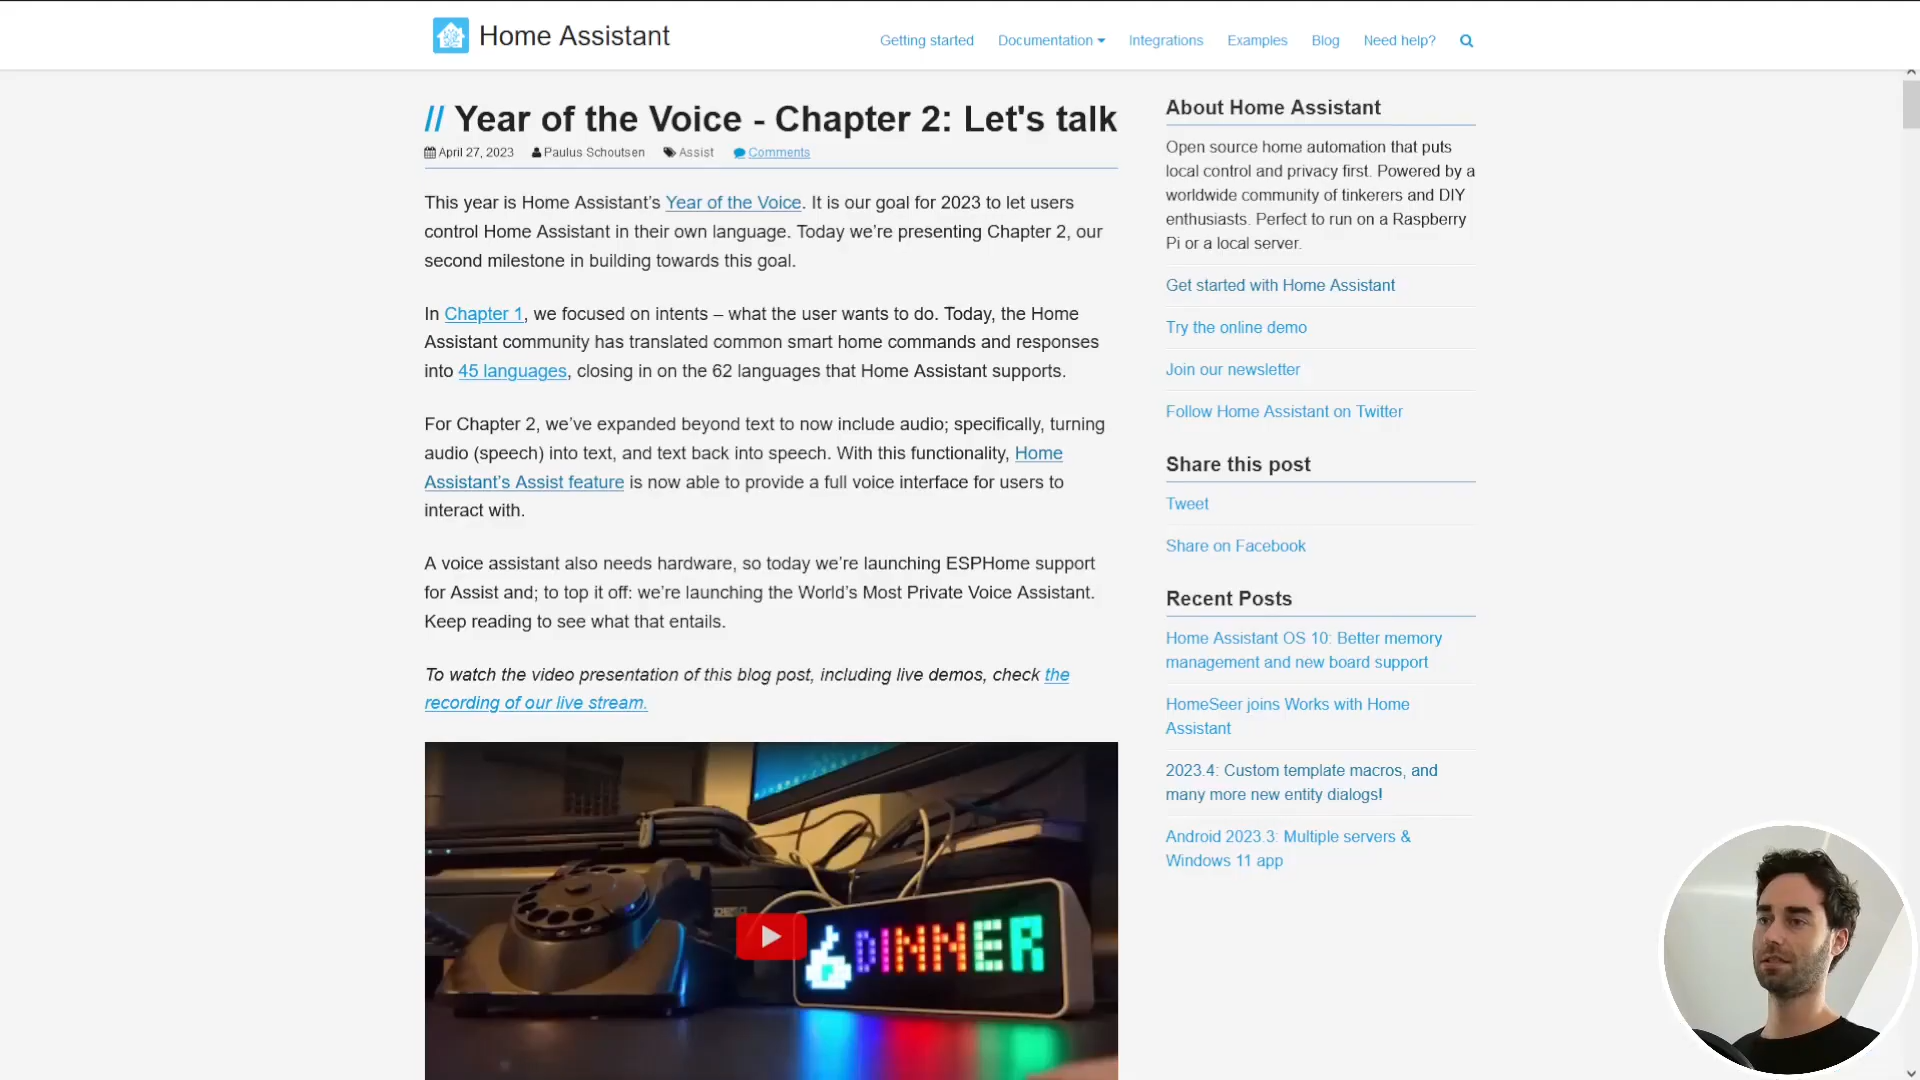 Home Assistant
Getting started Documentation Integrations Examples Blog Need help?
// Year of the Voice - Chapter 2: Let's talk
April 27, 2023 Paulus Schoutsen Assist Comments
This year is Home Assistant’s Year of the Voice. It is our goal for 2023 to let users
control Home Assistant in their own language. Today we’re presenting Chapter 2, our
second milestone in building towards this goal.
In Chapter 1, we focused on intents – what the user wants to do. Today, the Home
Assistant community has translated common smart home commands and responses
into 45 languages, closing in on the 62 languages that Home Assistant supports.
For Chapter 2, we’ve expanded beyond text to now include audio; specifically, turning
audio (speech) into text, and text back into speech. With this functionality, Home
Assistant’s Assist feature is now able to provide a full voice interface for users to
interact with.
A voice assistant also needs hardware, so today we’re launching ESPHome support
for Assist and; to top it off: we’re launching the World’s Most Private Voice Assistant.
Keep reading to see what that entails.
To watch the video presentation of this blog post, including live demos, check the
recording of our live stream.
DINNER
About Home Assistant
Open source home automation that puts
local control and privacy first. Powered by a
worldwide community of tinkerers and DIY
enthusiasts. Perfect to run on a Raspberry
Pi or a local server.
Get started with Home Assistant
Try the online demo
Join our newsletter
Follow Home Assistant on Twitter
Share this post
Tweet
Share on Facebook
Recent Posts
Home Assistant OS 10: Better memory
management and new board support
HomeSeer joins Works with Home
Assistant
2023.4: Custom template macros, and
many more new entity dialogs!
Android 2023.3: Multiple servers &
Windows 11 app